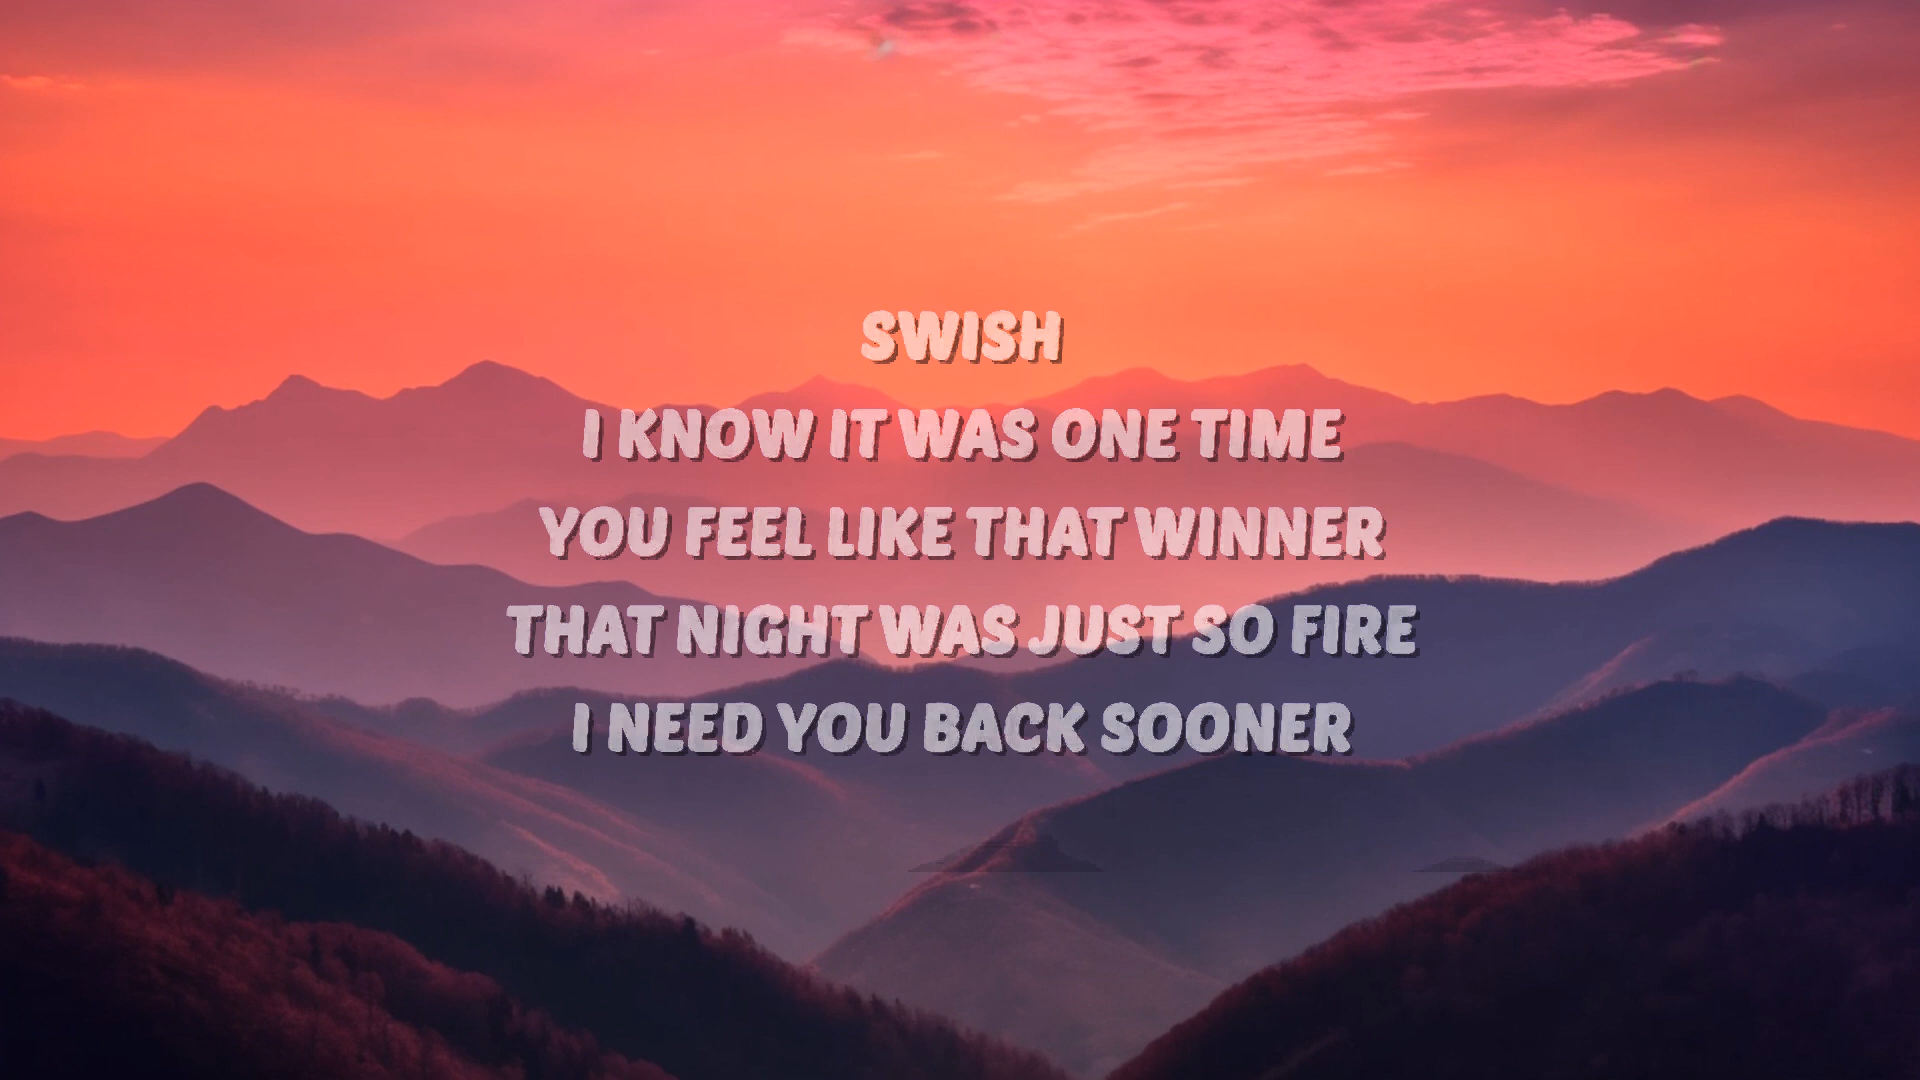 SWISH
I KNOW IT WAS ONE TIME
YOU FEEL LIKE THAT WINNER
THAT NIGHT WAS JUST SO FIRE
I NEED YOU BACK SOONER